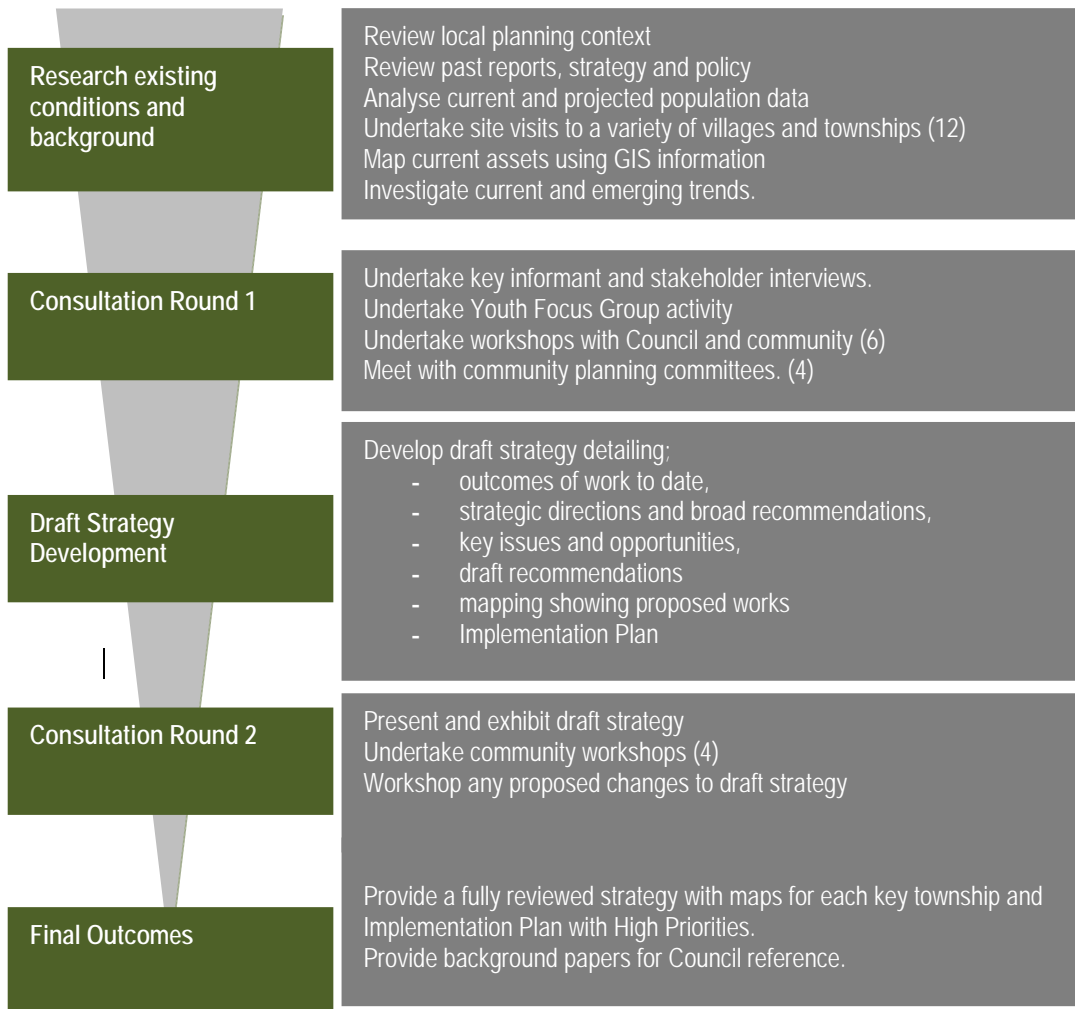 Research existing
conditions and
background
Review local planning context
Review past reports, strategy and policy
Analyse current and projected population data
Undertake site visits to a variety of villages and townships (12)
Map current assets using GIS information
Investigate current and emerging trends.
Consultation Round 1
Undertake key informant and stakeholder interviews.
Undertake Youth Focus Group activity
Undertake workshops with Council and community (6)
Meet with community planning committees. (4)
Draft Strategy
Development
Develop draft strategy detailing;
- outcomes of work to date,
- strategic directions and broad recommendations,
- key issues and opportunities,
- draft recommendations
- mapping showing proposed works
- Implementation Plan
Consultation Round 2
Present and exhibit draft strategy
Undertake community workshops (4)
Workshop any proposed changes to draft strategy
Final Outcomes
Provide a fully reviewed strategy with maps for each key township and
Implementation Plan with High Priorities.
Provide background papers for Council reference.